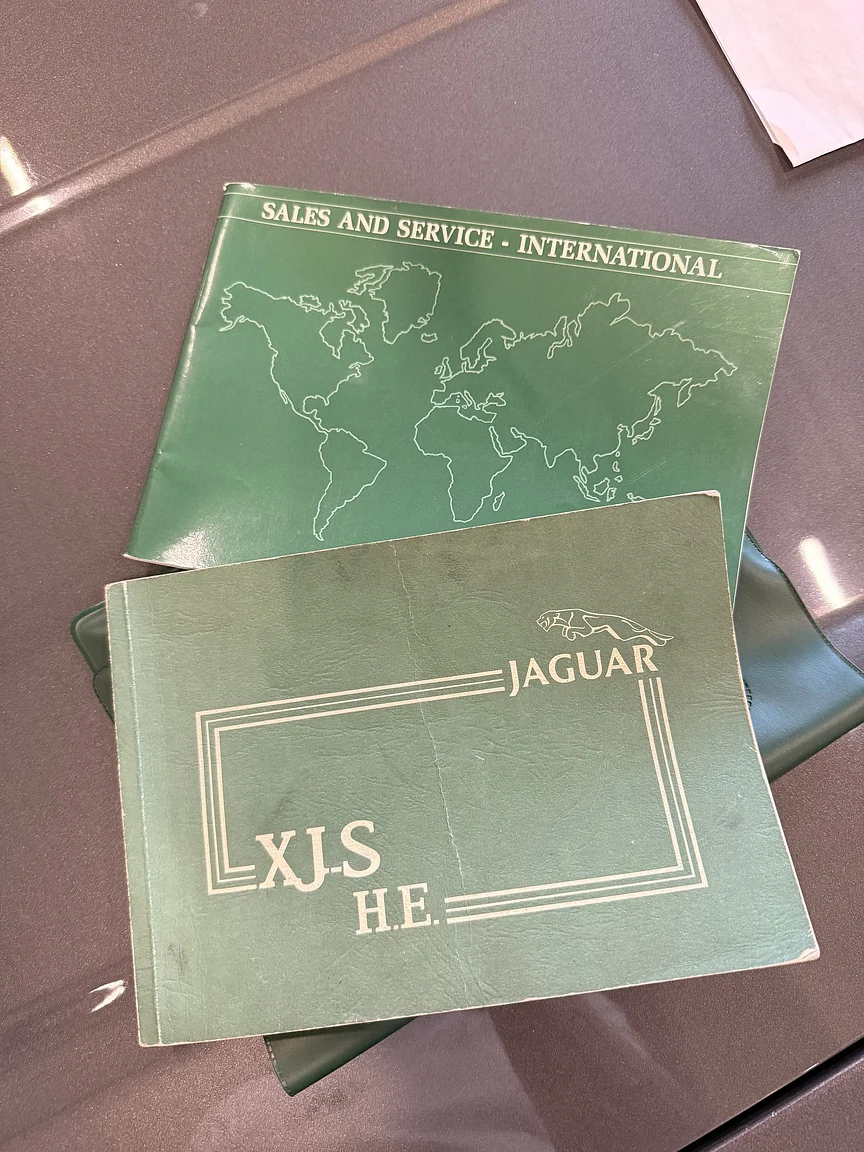 SALES AND SERVICE - INTERNATIONAL
JAGUAR
XJ-S
H.E.